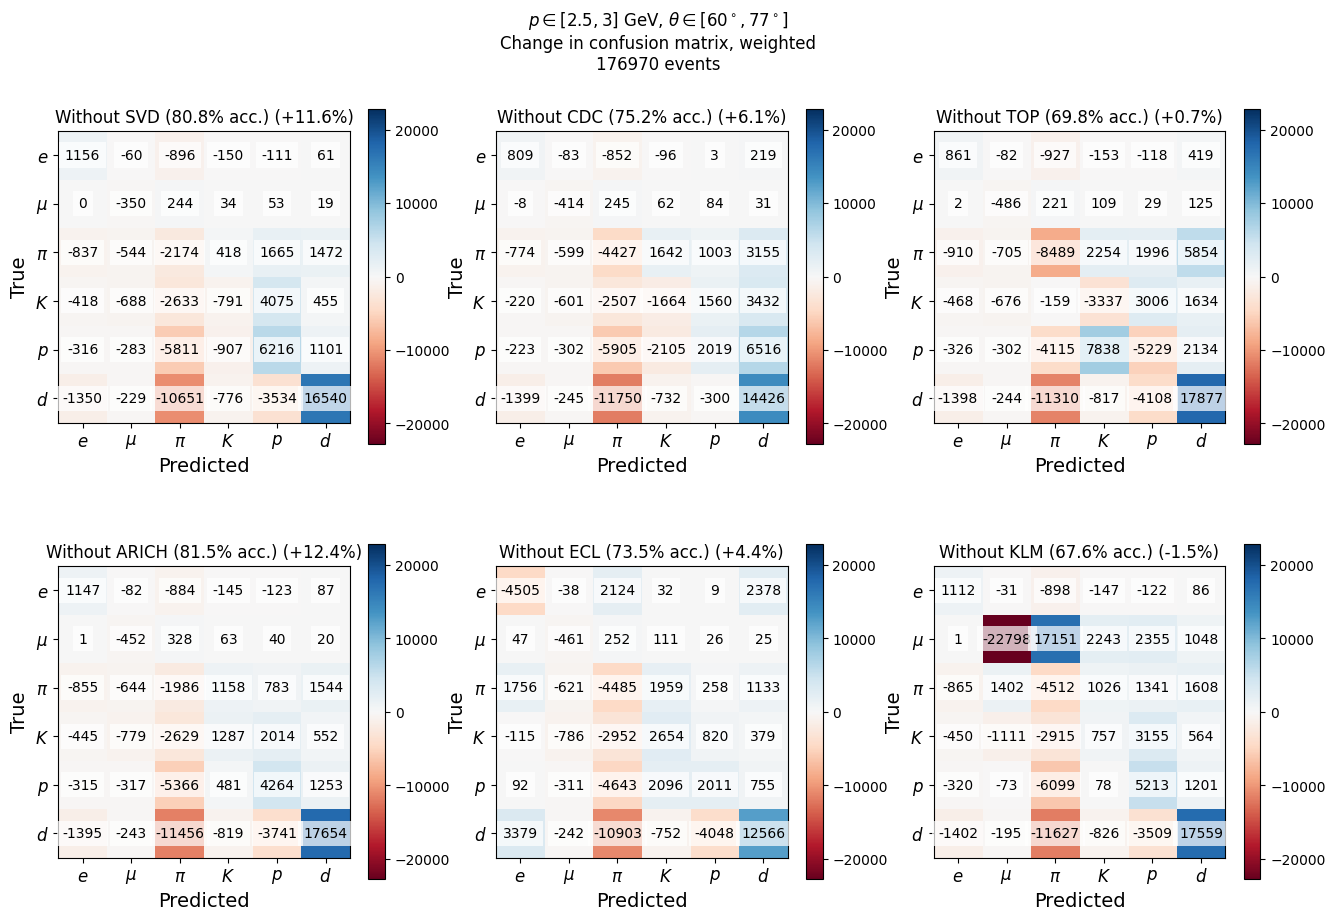 p ∈ [2.5, 3] GeV, θ ∈ [60°, 77°]
Change in confusion matrix, weighted
176970 events
Without SVD (80.8% acc.) (+11.6%)
e 1156 -60 -896 -150 -111 61
μ 0 -350 244 34 53 19
π -837 -544 -2174 418 1665 1472
K -418 -688 -2633 -791 4075 455
p -316 -283 -5811 -907 6216 1101
d -1350 -229 -10651 -776 -3534 16540
e μ π K p d
Predicted
True
20000
10000
0
−10000
−20000
Without CDC (75.2% acc.) (+6.1%)
e 809 -83 -852 -96 3 219
μ -8 -414 245 62 84 31
π -774 -599 -4427 1642 1003 3155
K -220 -601 -2507 -1664 1560 3432
p -223 -302 -5905 -2105 2019 6516
d -1399 -245 -11750 -732 -300 14426
e μ π K p d
Predicted
True
20000
10000
0
−10000
−20000
Without TOP (69.8% acc.) (+0.7%)
e 861 -82 -927 -153 -118 419
μ 2 -486 221 109 29 125
π -910 -705 -8489 2254 1996 5854
K -468 -676 -159 -3337 3006 1634
p -326 -302 -4115 7838 -5229 2134
d -1398 -244 -11310 -817 -4108 17877
e μ π K p d
Predicted
True
20000
10000
0
−10000
−20000
Without ARICH (81.5% acc.) (+12.4%)
e 1147 -82 -884 -145 -123 87
μ 1 -452 328 63 40 20
π -855 -644 -1986 1158 783 1544
K -445 -779 -2629 1287 2014 552
p -315 -317 -5366 481 4264 1253
d -1395 -243 -11456 -819 -3741 17654
e μ π K p d
Predicted
True
20000
10000
0
−10000
−20000
Without ECL (73.5% acc.) (+4.4%)
e -4505 -38 2124 32 9 2378
μ 47 -461 252 111 26 25
π 1756 -621 -4485 1959 258 1133
K -115 -786 -2952 2654 820 379
p 92 -311 -4643 2096 2011 755
d 3379 -242 -10903 -752 -4048 12566
e μ π K p d
Predicted
True
20000
10000
0
−10000
−20000
Without KLM (67.6% acc.) (-1.5%)
e 1112 -31 -898 -147 -122 86
μ 1 -22798 17151 2243 2355 1048
π -865 1402 -4512 1026 1341 1608
K -450 -1111 -2915 757 3155 564
p -320 -73 -6099 78 5213 1201
d -1402 -195 -11627 -826 -3509 17559
e μ π K p d
Predicted
True
20000
10000
0
−10000
−20000